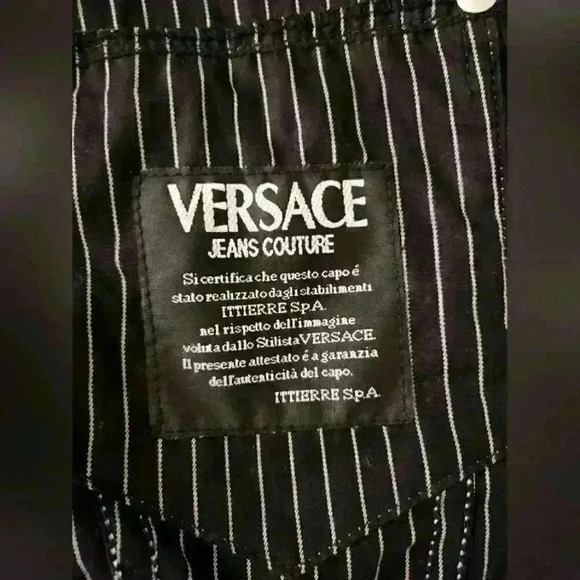 VERSACE
JEANS COUTURE
Si certifica che questo capo é
stato realizzato dagli stabilimenti
ITTIERRE S.p.A.
nel rispetto dell'immagine
voluta dallo Stilista VERSACE.
Il presente attestato é a garanzia
dell'autenticità del capo.
ITTIERRE S.p.A.